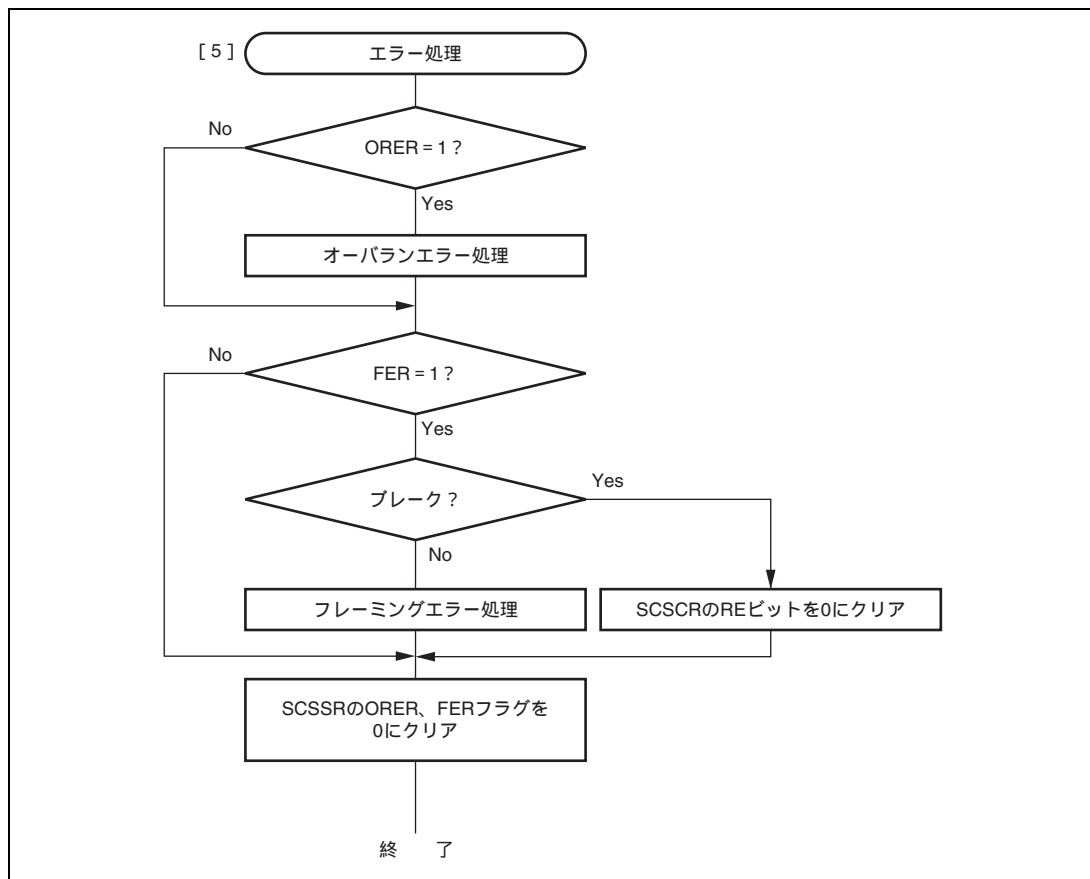 [ 5 ] エラー処理
No
ORER = 1 ?
Yes
オーバランエラー処理
No
FER = 1 ?
Yes
ブレーク ?
Yes
No
フレーミングエラー処理
SCSCRのREビットを0にクリア
SCSSRのORER、FERフラグを
0にクリア
終 了